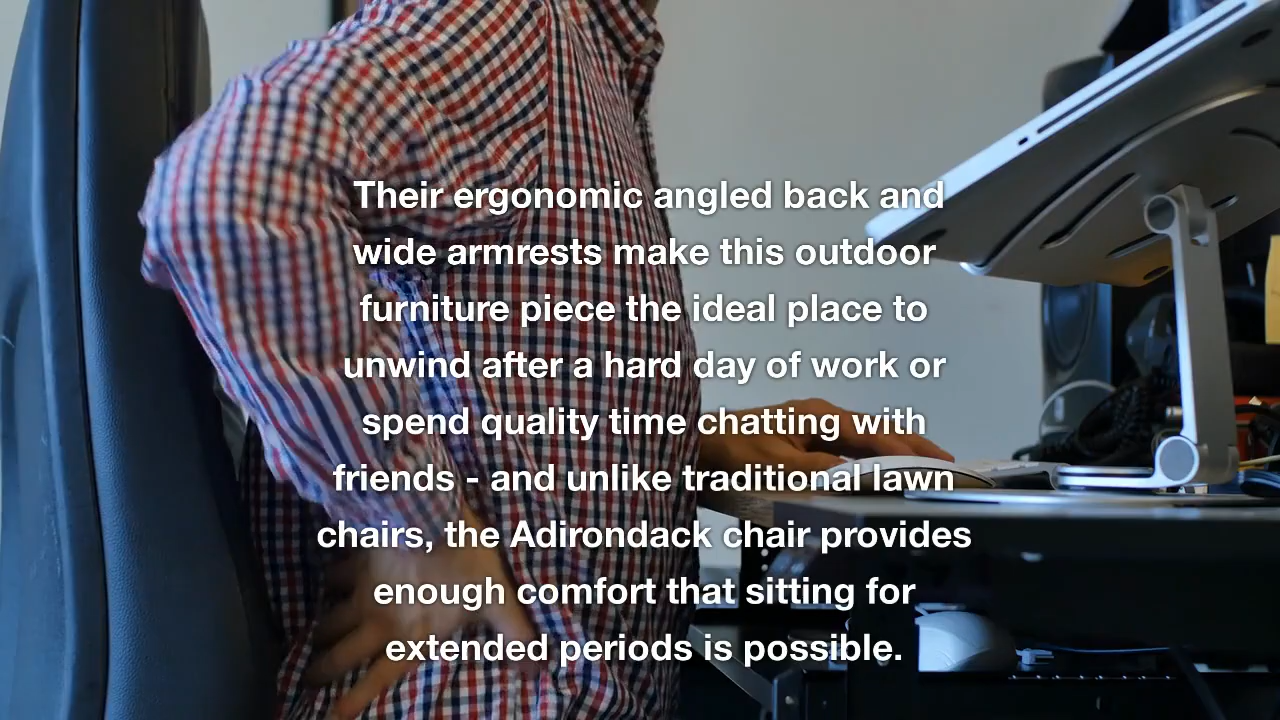 Their ergonomic angled back and
wide armrests make this outdoor
furniture piece the ideal place to
unwind after a hard day of work or
spend quality time chatting with
friends - and unlike traditional lawn
chairs, the Adirondack chair provides
enough comfort that sitting for
extended periods is possible.